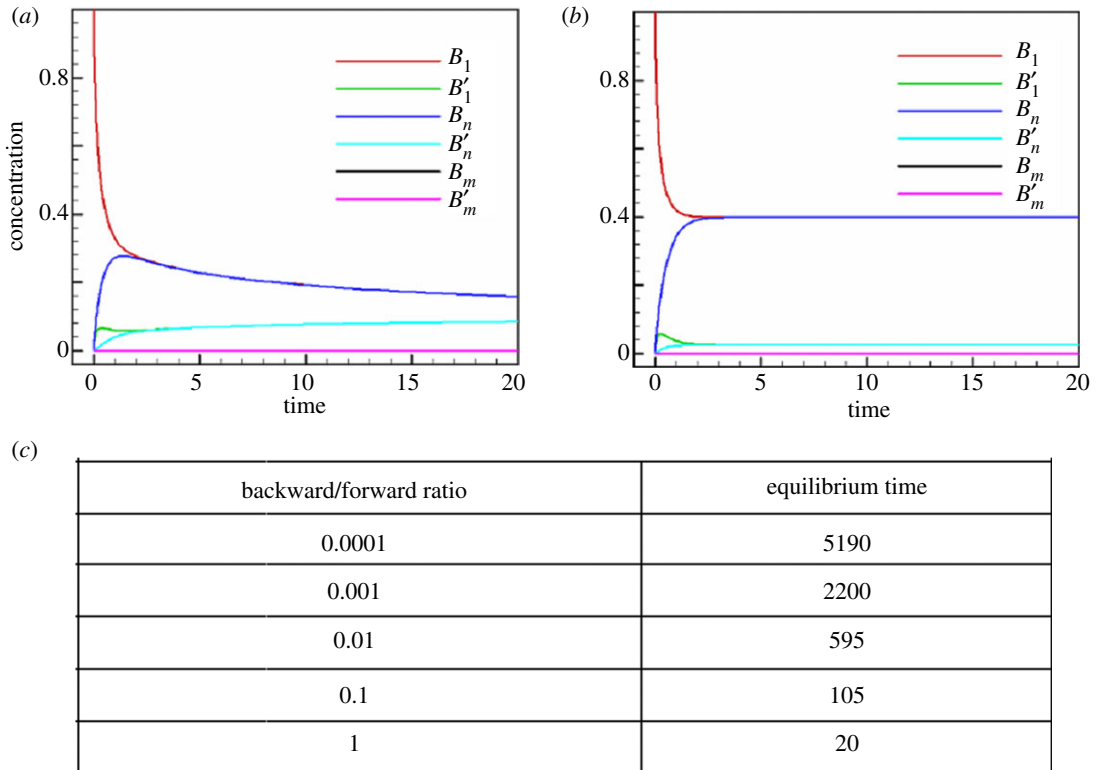 (a)
(b)
B₁
B′₁
Bₙ
B′ₙ
Bₘ
B′ₘ
0.8
0.4
0
concentration
0 5 10 15 20
time
B₁
B′₁
Bₙ
B′ₙ
Bₘ
B′ₘ
0.8
0.4
0
0 5 10 15 20
time
(c)
backward/forward ratio equilibrium time
0.0001 5190
0.001 2200
0.01 595
0.1 105
1 20